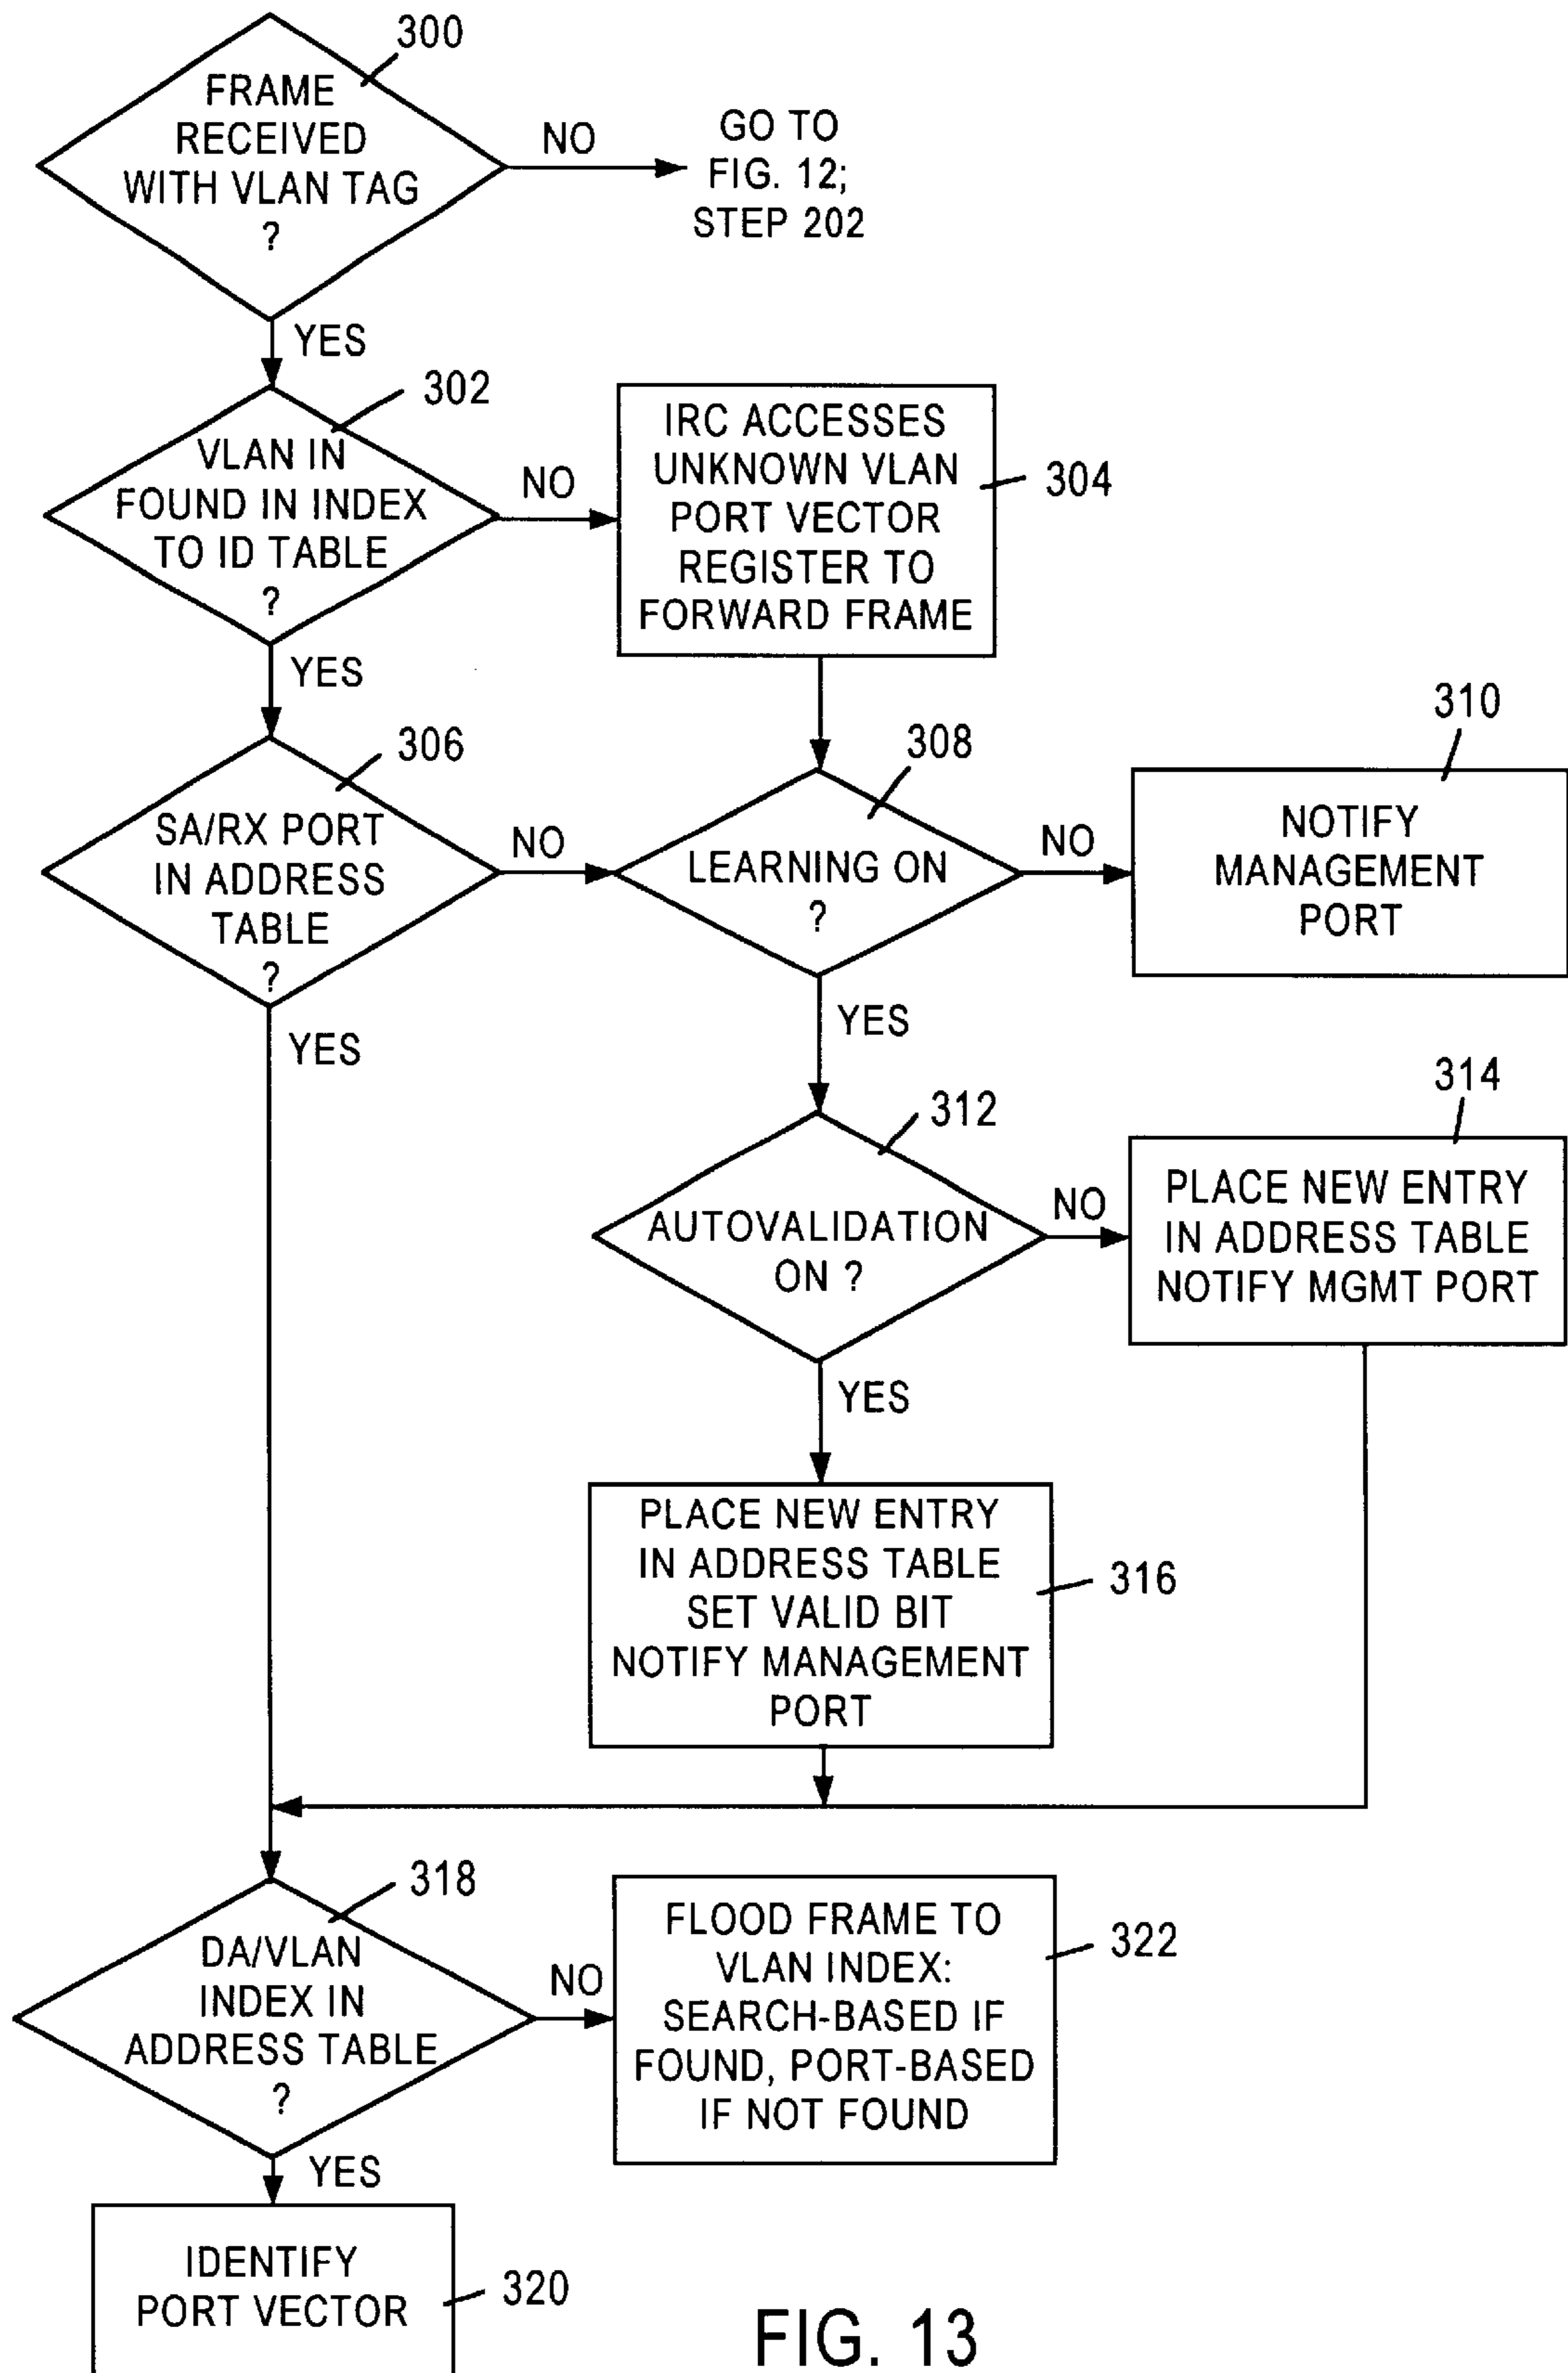 300
FRAME
RECEIVED
WITH VLAN TAG
?
NO
GO TO
FIG. 12;
STEP 202
YES
302
VLAN IN
FOUND IN INDEX
TO ID TABLE
?
NO
IRC ACCESSES
UNKNOWN VLAN
PORT VECTOR
REGISTER TO
FORWARD FRAME
304
YES
306
SA/RX PORT
IN ADDRESS
TABLE
?
NO
308
LEARNING ON
?
NO
310
NOTIFY
MANAGEMENT
PORT
YES
YES
312
AUTOVALIDATION
ON ?
NO
314
PLACE NEW ENTRY
IN ADDRESS TABLE
NOTIFY MGMT PORT
YES
PLACE NEW ENTRY
IN ADDRESS TABLE
SET VALID BIT
NOTIFY MANAGEMENT
PORT
316
318
DA/VLAN
INDEX IN
ADDRESS TABLE
?
NO
FLOOD FRAME TO
VLAN INDEX:
SEARCH-BASED IF
FOUND, PORT-BASED
IF NOT FOUND
322
YES
IDENTIFY
PORT VECTOR
320
FIG. 13